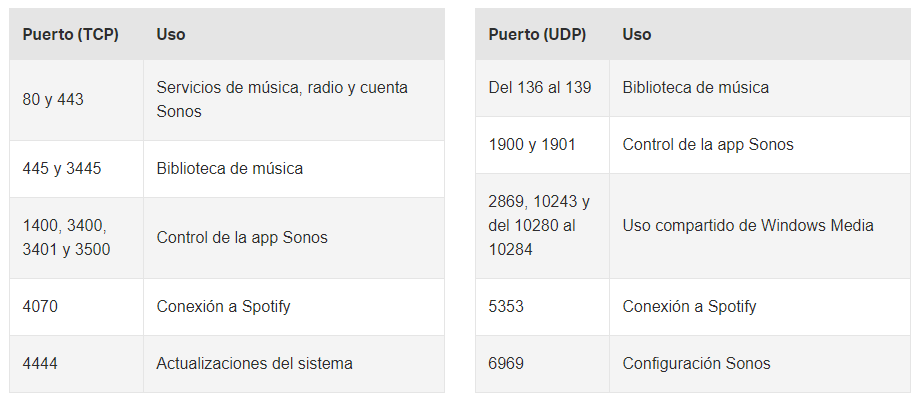 Puerto (TCP) Uso
80 y 443 Servicios de música, radio y cuenta
Sonos
445 y 3445 Biblioteca de música
1400, 3400,
3401 y 3500 Control de la app Sonos
4070 Conexión a Spotify
4444 Actualizaciones del sistema
Puerto (UDP) Uso
Del 136 al 139 Biblioteca de música
1900 y 1901 Control de la app Sonos
2869, 10243 y
del 10280 al Uso compartido de Windows Media
10284
5353 Conexión a Spotify
6969 Configuración Sonos